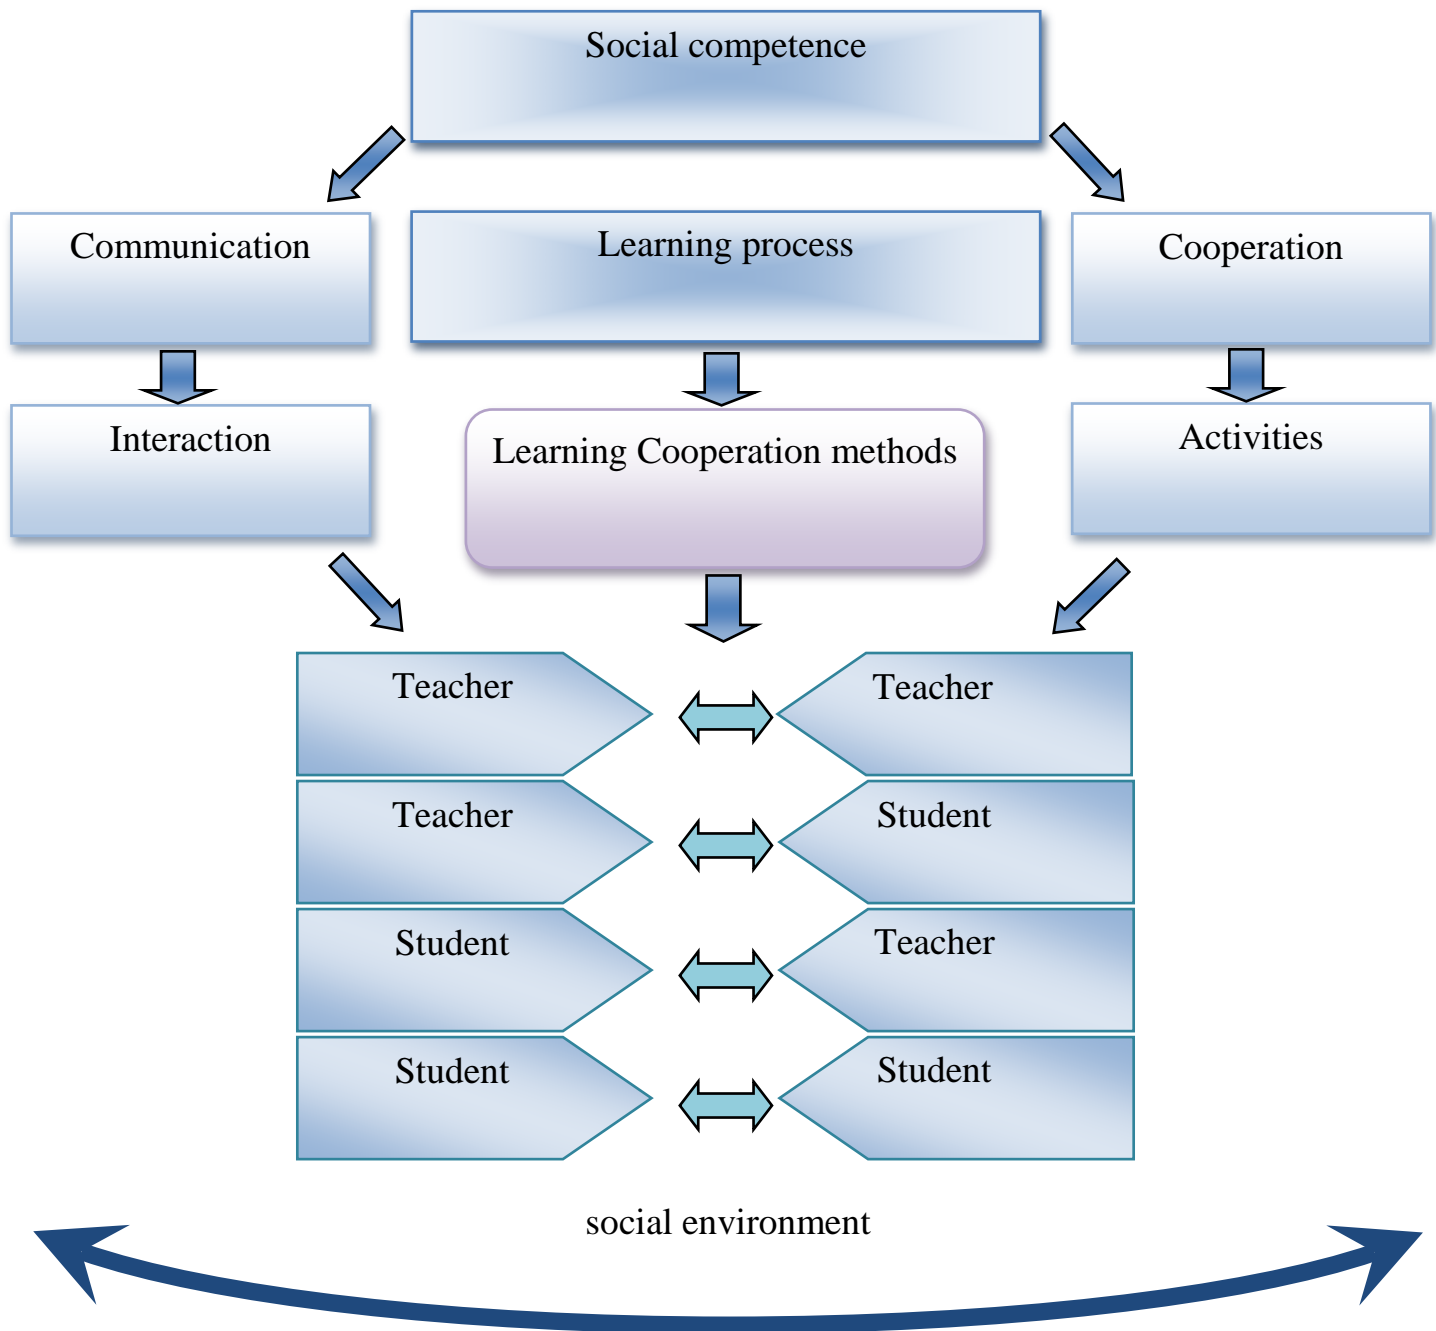 Social competence
Communication
Learning process
Cooperation
Interaction
Learning Cooperation methods
Activities
Teacher
Teacher
Teacher
Student
Student
Teacher
Student
Student
social environment